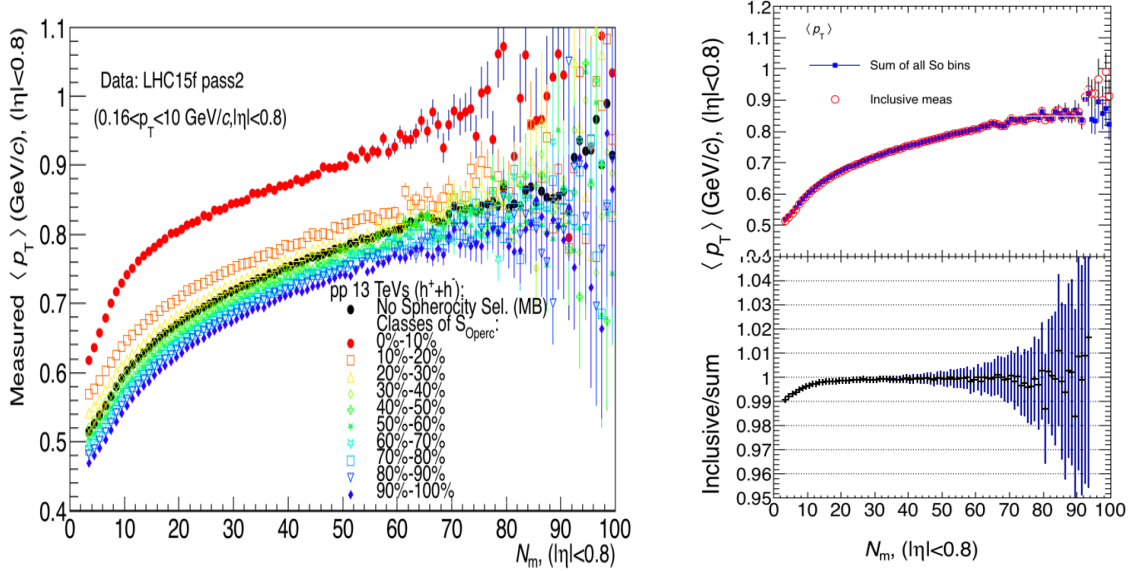 Measured ⟨ p_T ⟩ (GeV/c), (|η|<0.8)
1.1
1
0.9
0.8
0.7
0.6
0.5
0.4
Data: LHC15f pass2
(0.16<p_T<10 GeV/c,|η|<0.8)
pp 13 TeVs (h⁺+h⁻):
No Spherocity Sel. (MB)
Classes of S_Operc:
0%-10%
10%-20%
20%-30%
30%-40%
40%-50%
50%-60%
60%-70%
70%-80%
80%-90%
90%-100%
0 10 20 30 40 50 60 70 80 90 100
N_m, (|η|<0.8)
⟨ p_T ⟩ (GeV/c), (|η|<0.8)
1.2
1.1
1
0.9
0.8
0.7
0.6
0.5
0.4
⟨ p_T ⟩
Sum of all So bins
Inclusive meas
Inclusive/sum
1.04
1.03
1.02
1.01
1
0.99
0.98
0.97
0.96
0.95
0 10 20 30 40 50 60 70 80 90 100
N_m, (|η|<0.8)